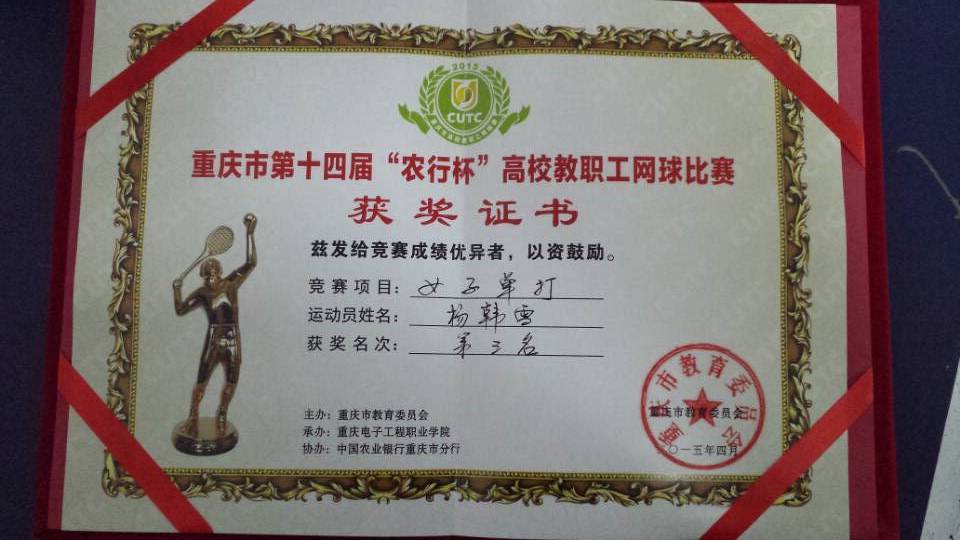 2015
CUTC
重庆市第十四届“农行杯”高校教职工网球比赛
获奖证书
兹发给竞赛成绩优异者，以资鼓励。
竞赛项目：女子单打
运动员姓名：杨韩雪
获奖名次：第三名
主办：重庆市教育委员会
承办：重庆电子工程职业学院
协办：中国农业银行重庆市分行
重庆市教育委员会
重庆市教育委员会
二〇一五年四月